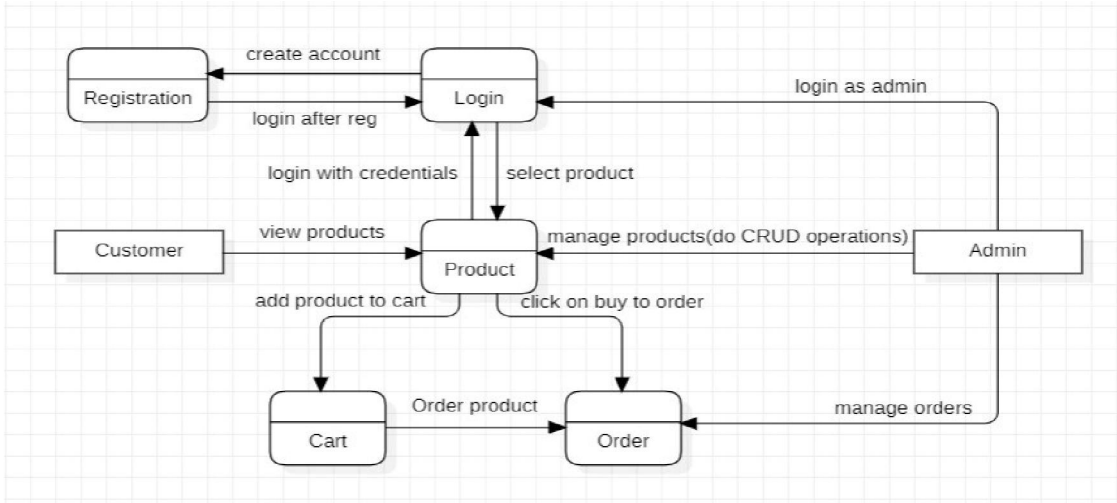 create account
login as admin
Registration
Login
login after reg
login with credentials
select product
view products
manage products(do CRUD operations)
Customer
Admin
Product
add product to cart
click on buy to order
Order product
manage orders
Cart
Order